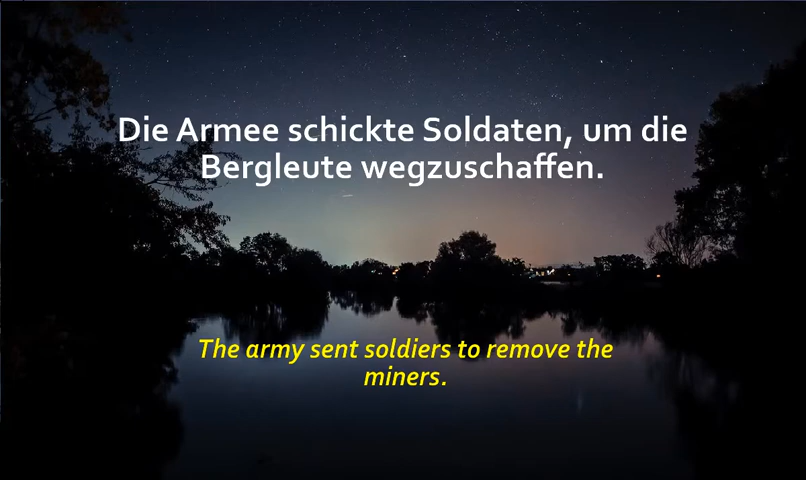 Die Armee schickte Soldaten, um die
Bergleute wegzuschaffen.
The army sent soldiers to remove the
miners.